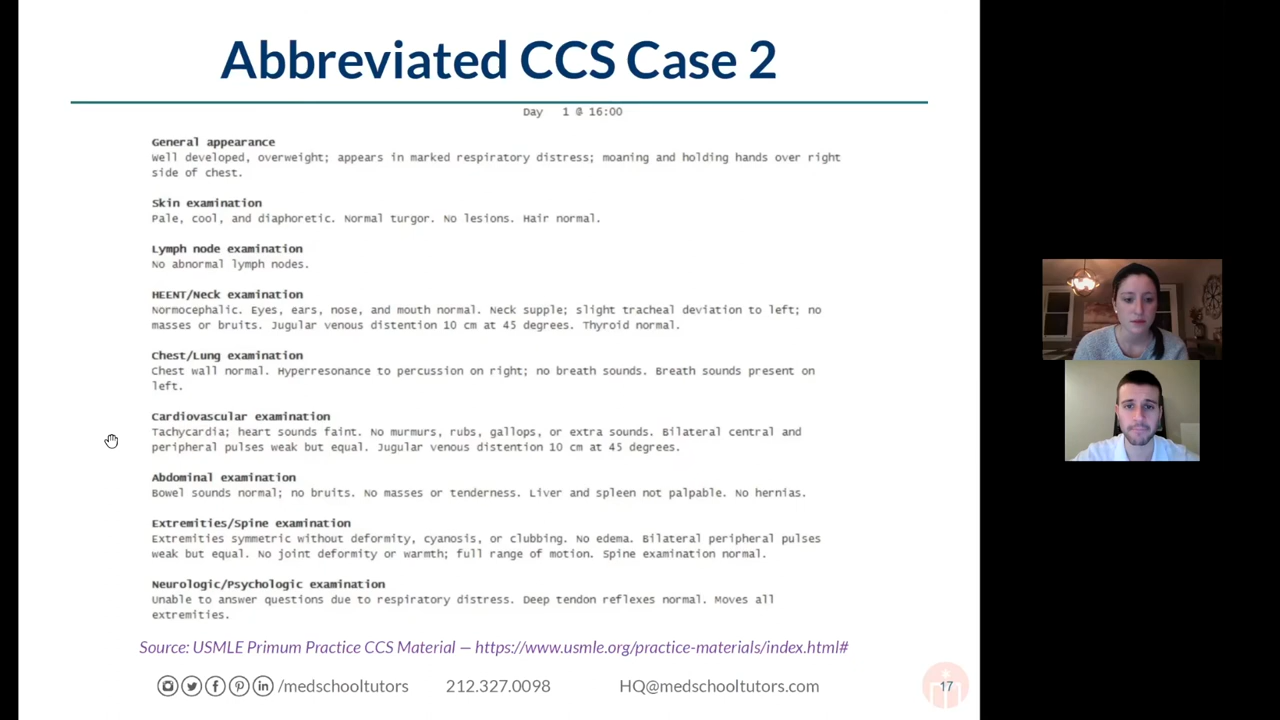 Abbreviated CCS Case 2
Day 1 @ 16:00
General appearance
Well developed, overweight; appears in marked respiratory distress; moaning and holding hands over right
side of chest.
Skin examination
Pale, cool, and diaphoretic. Normal turgor. No lesions. Hair normal.
Lymph node examination
No abnormal lymph nodes.
HEENT/Neck examination
Normocephalic. Eyes, ears, nose, and mouth normal. Neck supple; slight tracheal deviation to left; no
masses or bruits. Jugular venous distention 10 cm at 45 degrees. Thyroid normal.
Chest/Lung examination
Chest wall normal. Hyperresonance to percussion on right; no breath sounds. Breath sounds present on
left.
Cardiovascular examination
Tachycardia; heart sounds faint. No murmurs, rubs, gallops, or extra sounds. Bilateral central and
peripheral pulses weak but equal. Jugular venous distention 10 cm at 45 degrees.
Abdominal examination
Bowel sounds normal; no bruits. No masses or tenderness. Liver and spleen not palpable. No hernias.
Extremities/Spine examination
Extremities symmetric without deformity, cyanosis, or clubbing. No edema. Bilateral peripheral pulses
weak but equal. No joint deformity or warmth; full range of motion. Spine examination normal.
Neurologic/Psychologic examination
Unable to answer questions due to respiratory distress. Deep tendon reflexes normal. Moves all
extremities.
Source: USMLE Primum Practice CCS Material — https://www.usmle.org/practice-materials/index.html#
/medschooltutors 212.327.0098 HQ@medschooltutors.com 17